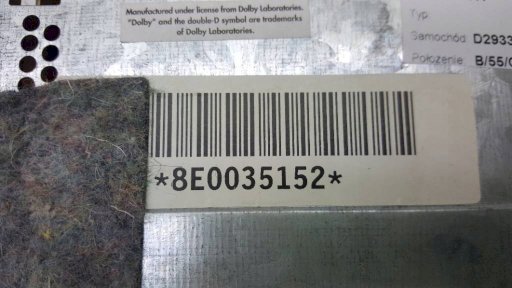 Manufactured under license from Dolby Laboratories.
"Dolby" and the double-D symbol are trademarks
of Dolby Laboratories.
Typ:
Samochód: D2933
Położenie: B/55/
*8E0035152*